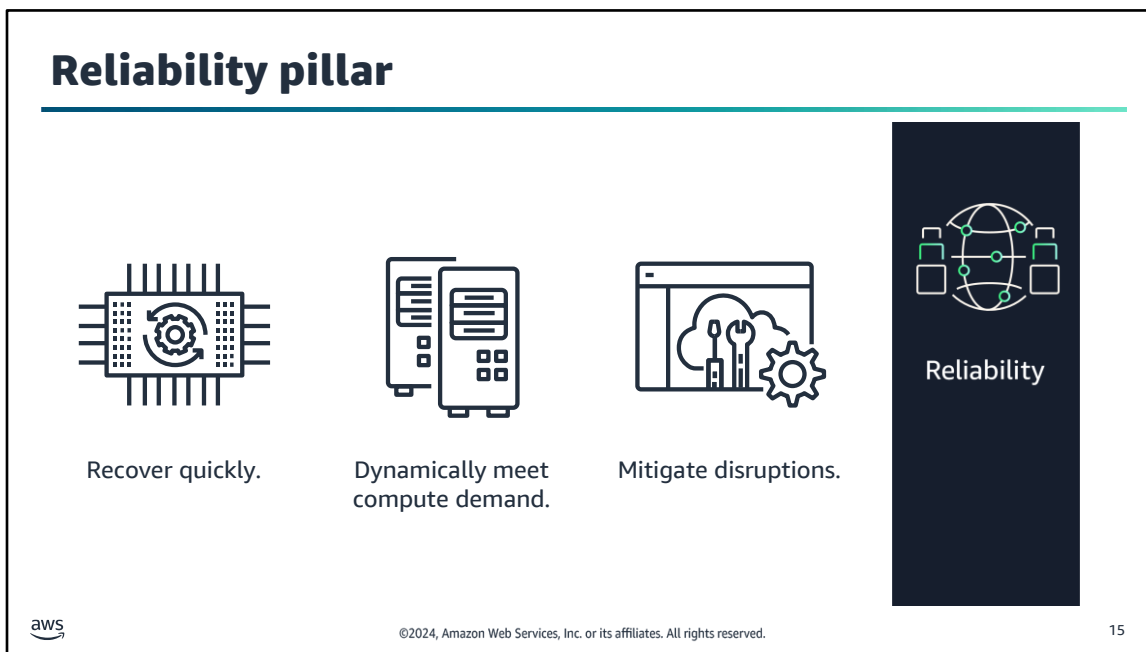 Reliability pillar
Reliability
Recover quickly.
Dynamically meet
compute demand.
Mitigate disruptions.
aws
©2024, Amazon Web Services, Inc. or its affiliates. All rights reserved.
15